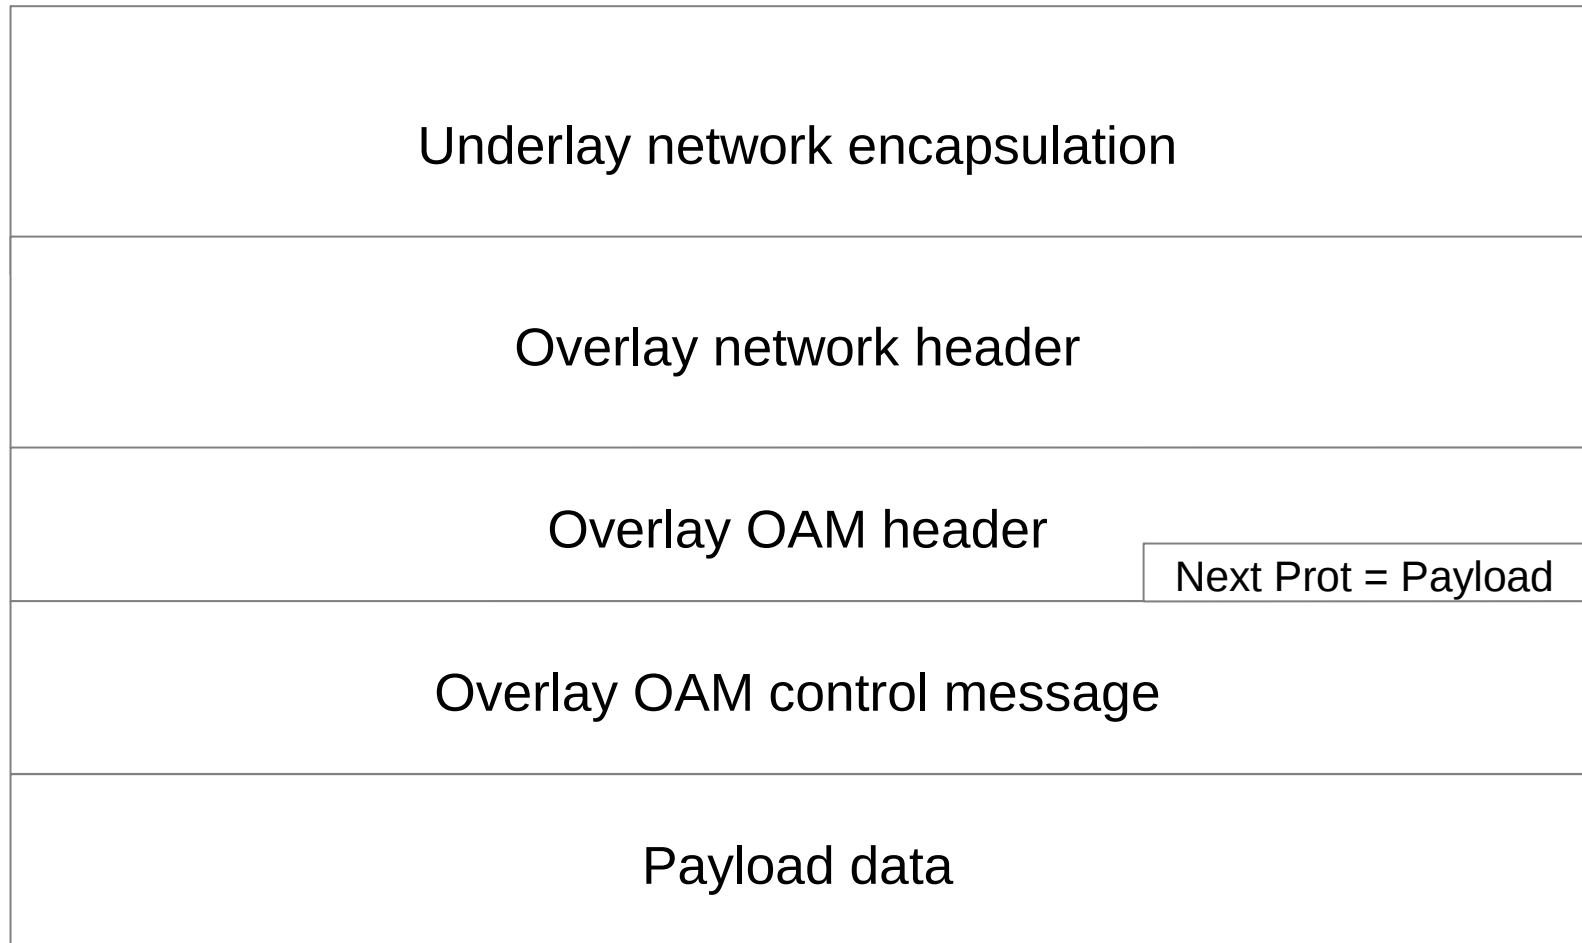 Underlay network encapsulation
Overlay network header
Overlay OAM header
Next Prot = Payload
Overlay OAM control message
Payload data